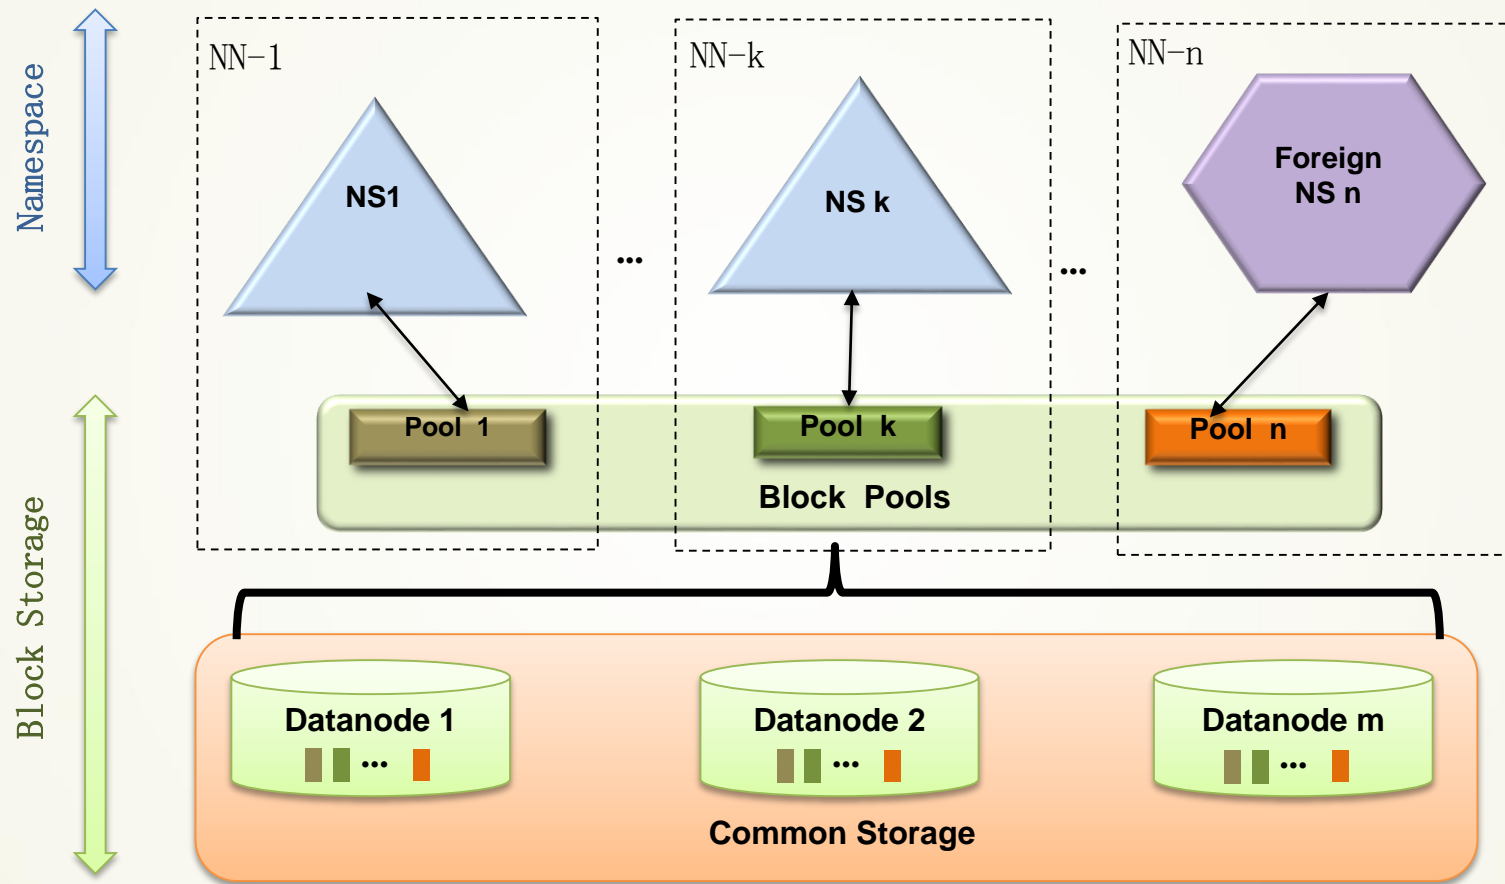 Namespace
NN-1
NS1
...
NN-k
NS k
...
NN-n
Foreign
NS n
Block Storage
Pool 1
Pool k
Pool n
Block Pools
Datanode 1
...
Datanode 2
...
Datanode m
...
Common Storage